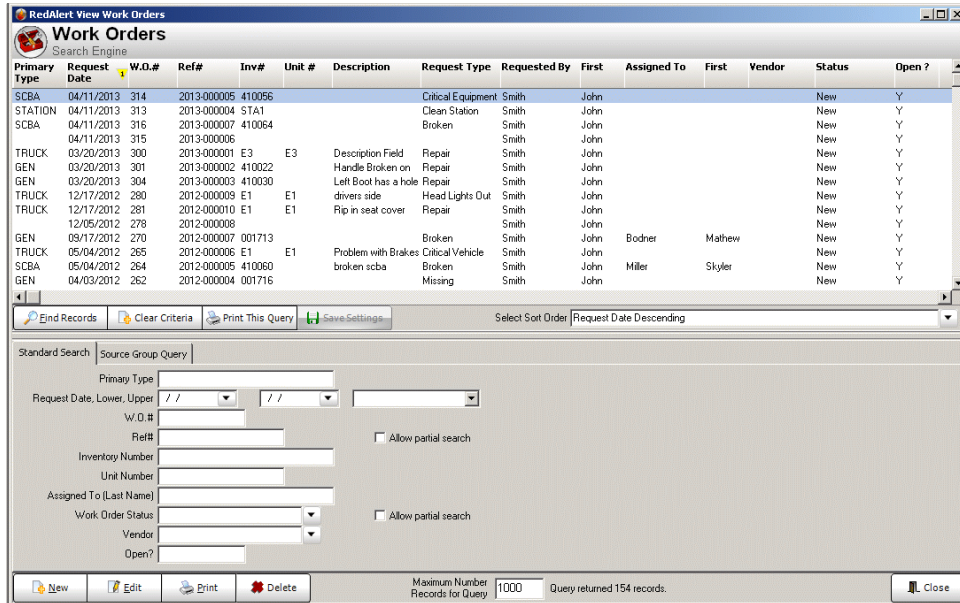 RedAlert View Work Orders
Work Orders
Search Engine
Primary Type Request Date 1 W.O.# Ref# Inv# Unit # Description Request Type Requested By First Assigned To First Vendor Status Open ?
SCBA 04/11/2013 314 2013-000005 410056 Critical Equipment Smith John New Y
STATION 04/11/2013 313 2013-000004 STA1 Clean Station Smith John New Y
SCBA 04/11/2013 316 2013-000007 410064 Broken Smith John New Y
04/11/2013 315 2013-000006 Smith John New Y
TRUCK 03/20/2013 300 2013-000001 E3 E3 Description Field Repair Smith John New Y
GEN 03/20/2013 301 2013-000002 410022 Handle Broken on Repair Smith John New Y
GEN 03/20/2013 304 2013-000003 410030 Left Boot has a hole Repair Smith John New Y
TRUCK 12/17/2012 280 2012-000009 E1 E1 drivers side Head Lights Out Smith John New Y
TRUCK 12/17/2012 281 2012-000010 E1 E1 Rip in seat cover Repair Smith John New Y
12/05/2012 278 2012-000008 Smith John New Y
GEN 09/17/2012 270 2012-000007 001713 Broken Smith John Bodner Mathew New Y
TRUCK 05/04/2012 265 2012-000006 E1 E1 Problem with Brakes Critical Vehicle Smith John New Y
SCBA 05/04/2012 264 2012-000005 410060 broken scba Broken Smith John Miller Skyler New Y
GEN 04/03/2012 262 2012-000004 001716 Missing Smith John New Y
Find Records Clear Criteria Print This Query Save Settings Select Sort Order Request Date Descending
Standard Search Source Group Query
Primary Type
Request Date, Lower, Upper / / / /
W.O.#
Ref# Allow partial search
Inventory Number
Unit Number
Assigned To (Last Name)
Work Order Status Allow partial search
Vendor
Open?
New Edit Print Delete Maximum Number Records for Query 1000 Query returned 154 records. Close